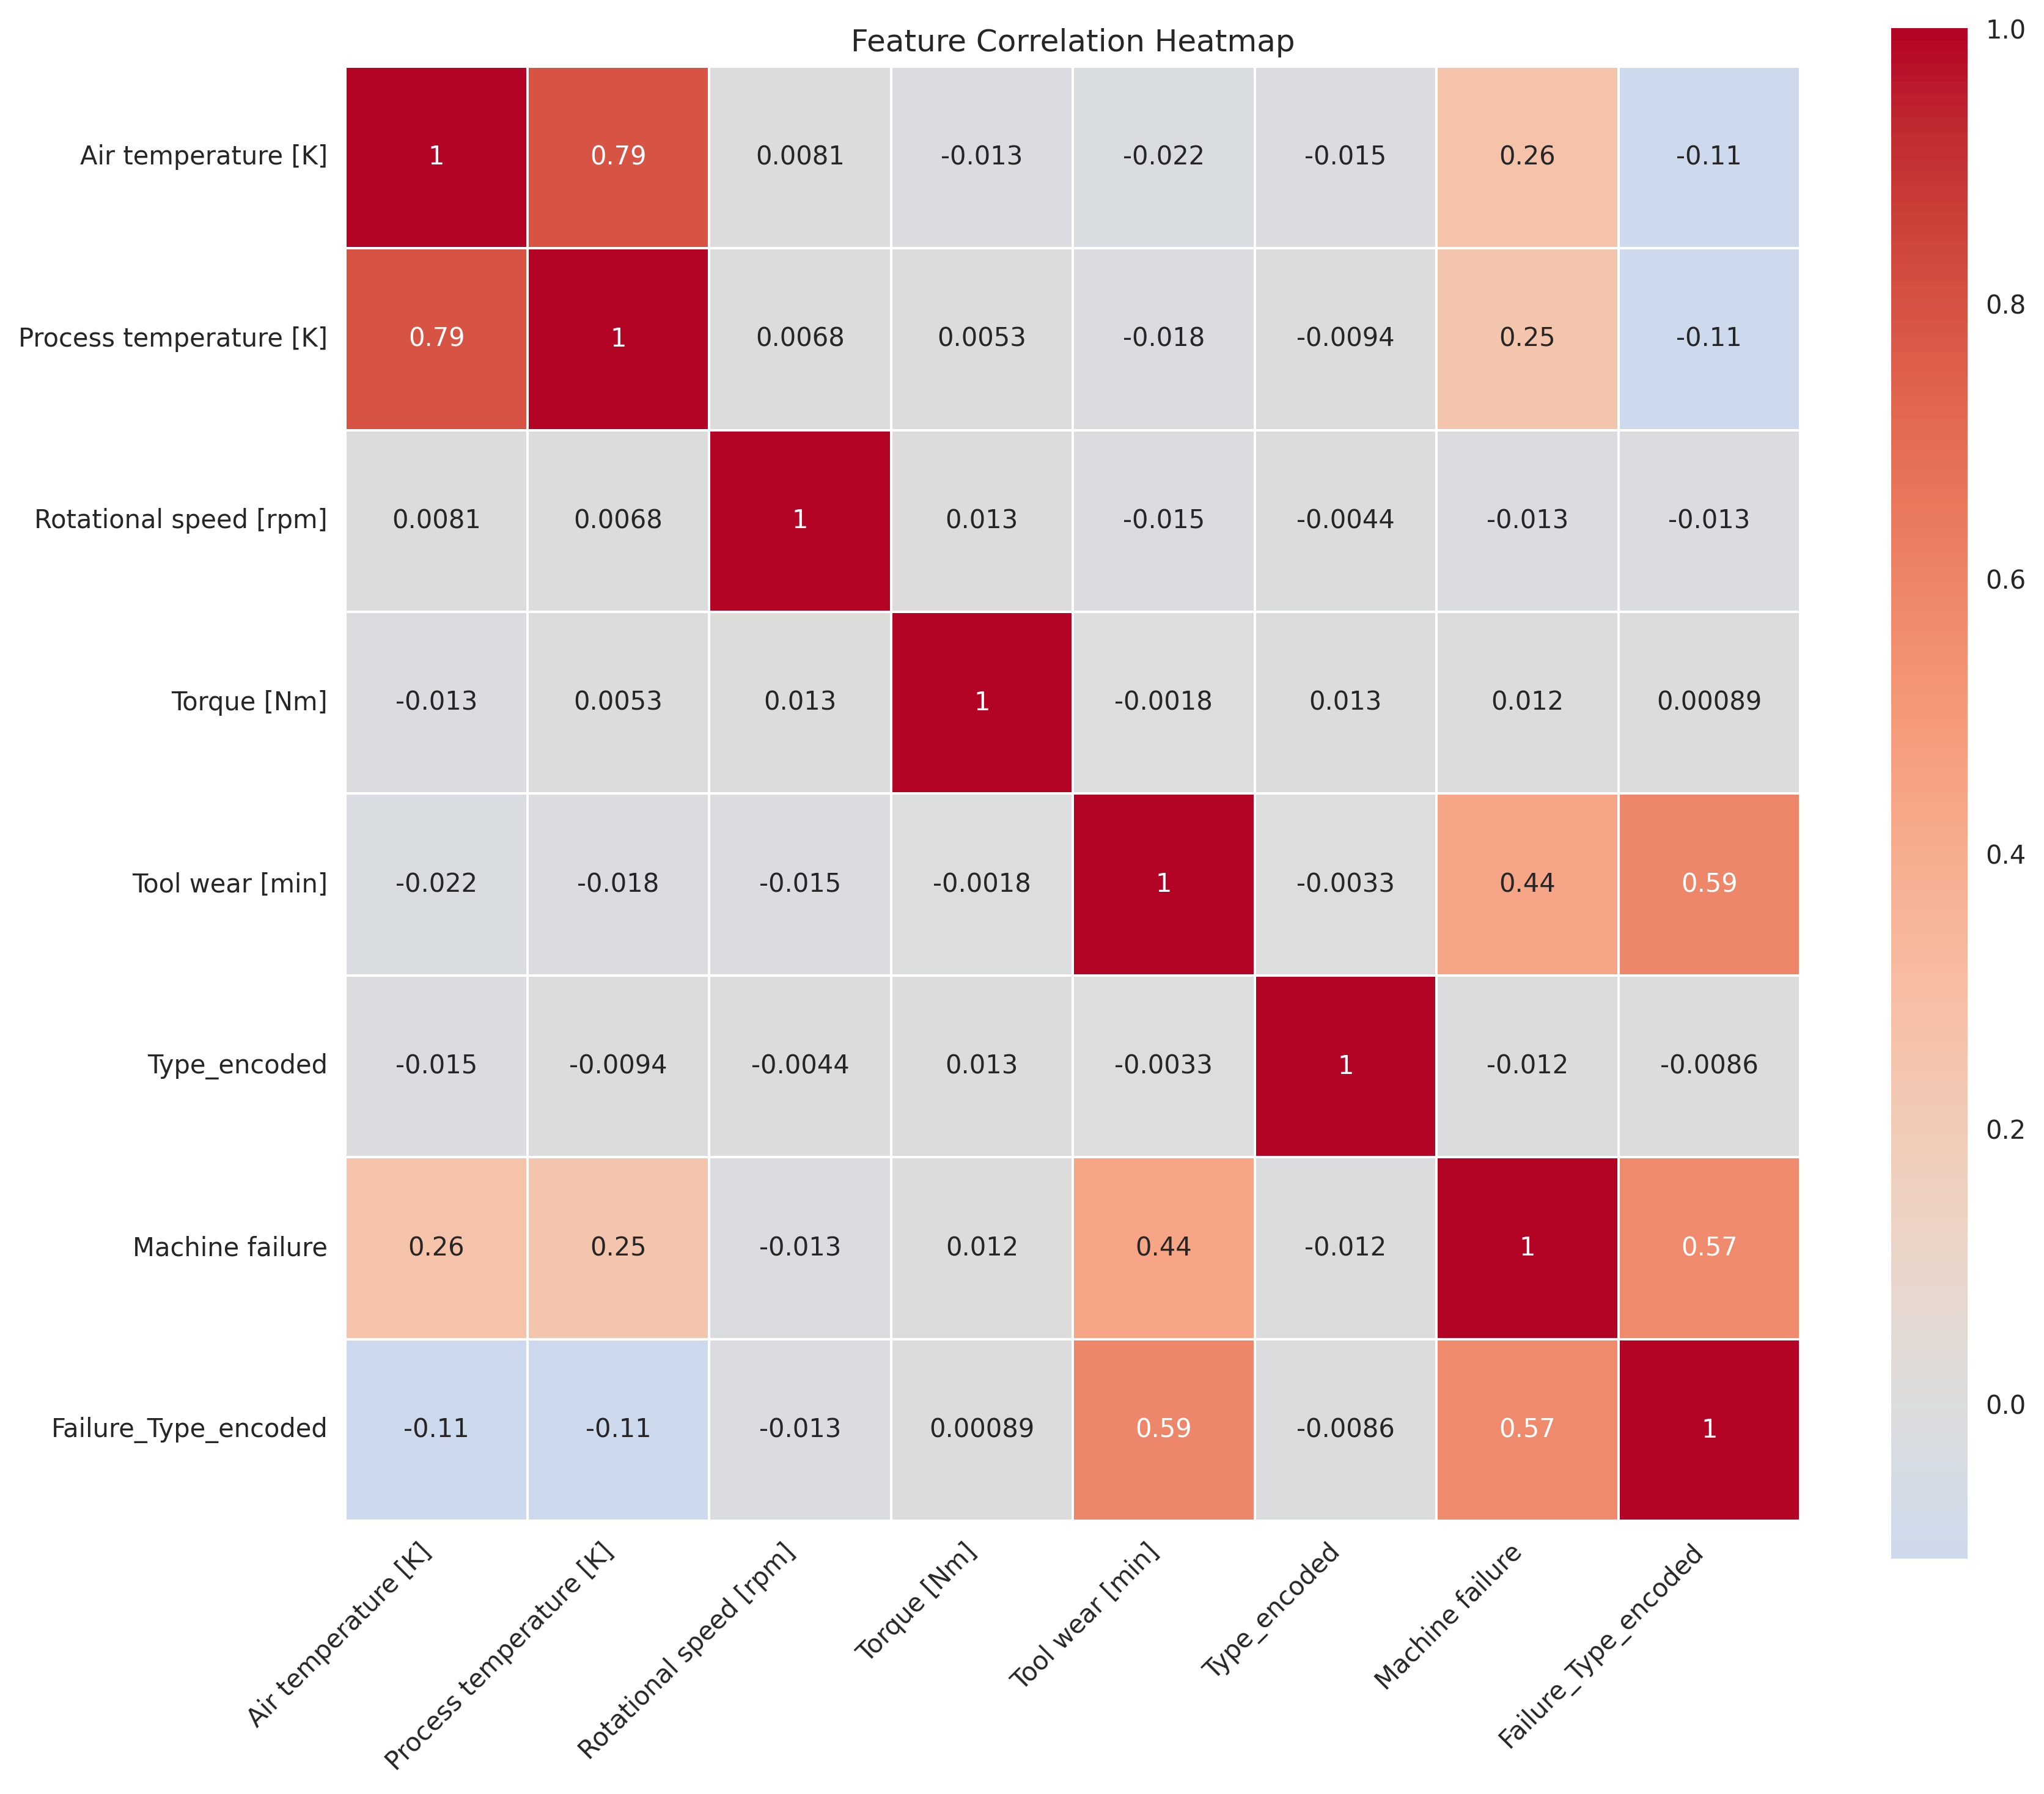 Feature Correlation Heatmap
Air temperature [K] 1 0.79 0.0081 -0.013 -0.022 -0.015 0.26 -0.11
Process temperature [K] 0.79 1 0.0068 0.0053 -0.018 -0.0094 0.25 -0.11
Rotational speed [rpm] 0.0081 0.0068 1 0.013 -0.015 -0.0044 -0.013 -0.013
Torque [Nm] -0.013 0.0053 0.013 1 -0.0018 0.013 0.012 0.00089
Tool wear [min] -0.022 -0.018 -0.015 -0.0018 1 -0.0033 0.44 0.59
Type_encoded -0.015 -0.0094 -0.0044 0.013 -0.0033 1 -0.012 -0.0086
Machine failure 0.26 0.25 -0.013 0.012 0.44 -0.012 1 0.57
Failure_Type_encoded -0.11 -0.11 -0.013 0.00089 0.59 -0.0086 0.57 1
Air temperature [K]
Process temperature [K]
Rotational speed [rpm]
Torque [Nm]
Tool wear [min]
Type_encoded
Machine failure
Failure_Type_encoded
1.0
0.8
0.6
0.4
0.2
0.0